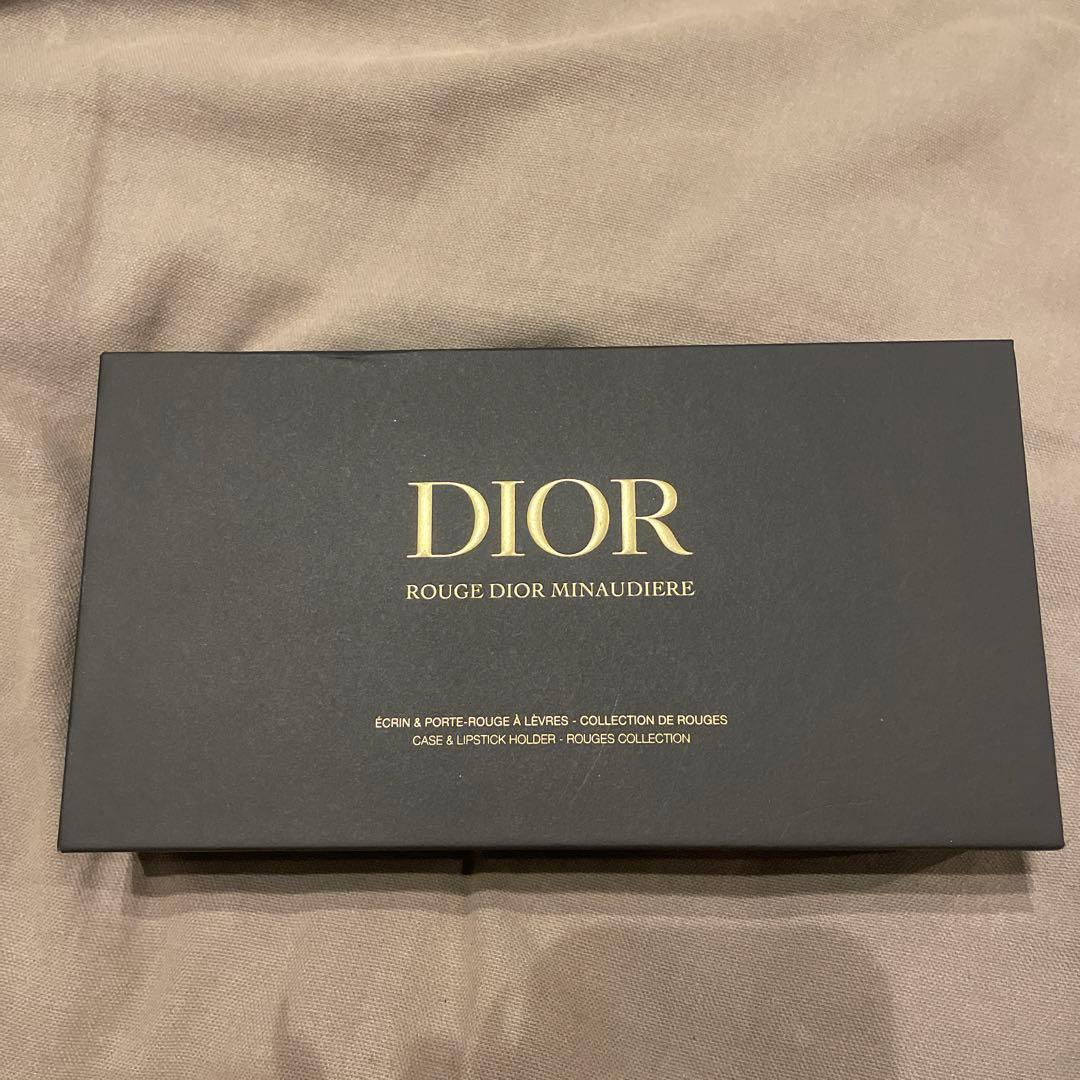 DIOR
ROUGE DIOR MINAUDIERE
ÉCRIN & PORTE-ROUGE À LÈVRES - COLLECTION DE ROUGES
CASE & LIPSTICK HOLDER - ROUGES COLLECTION